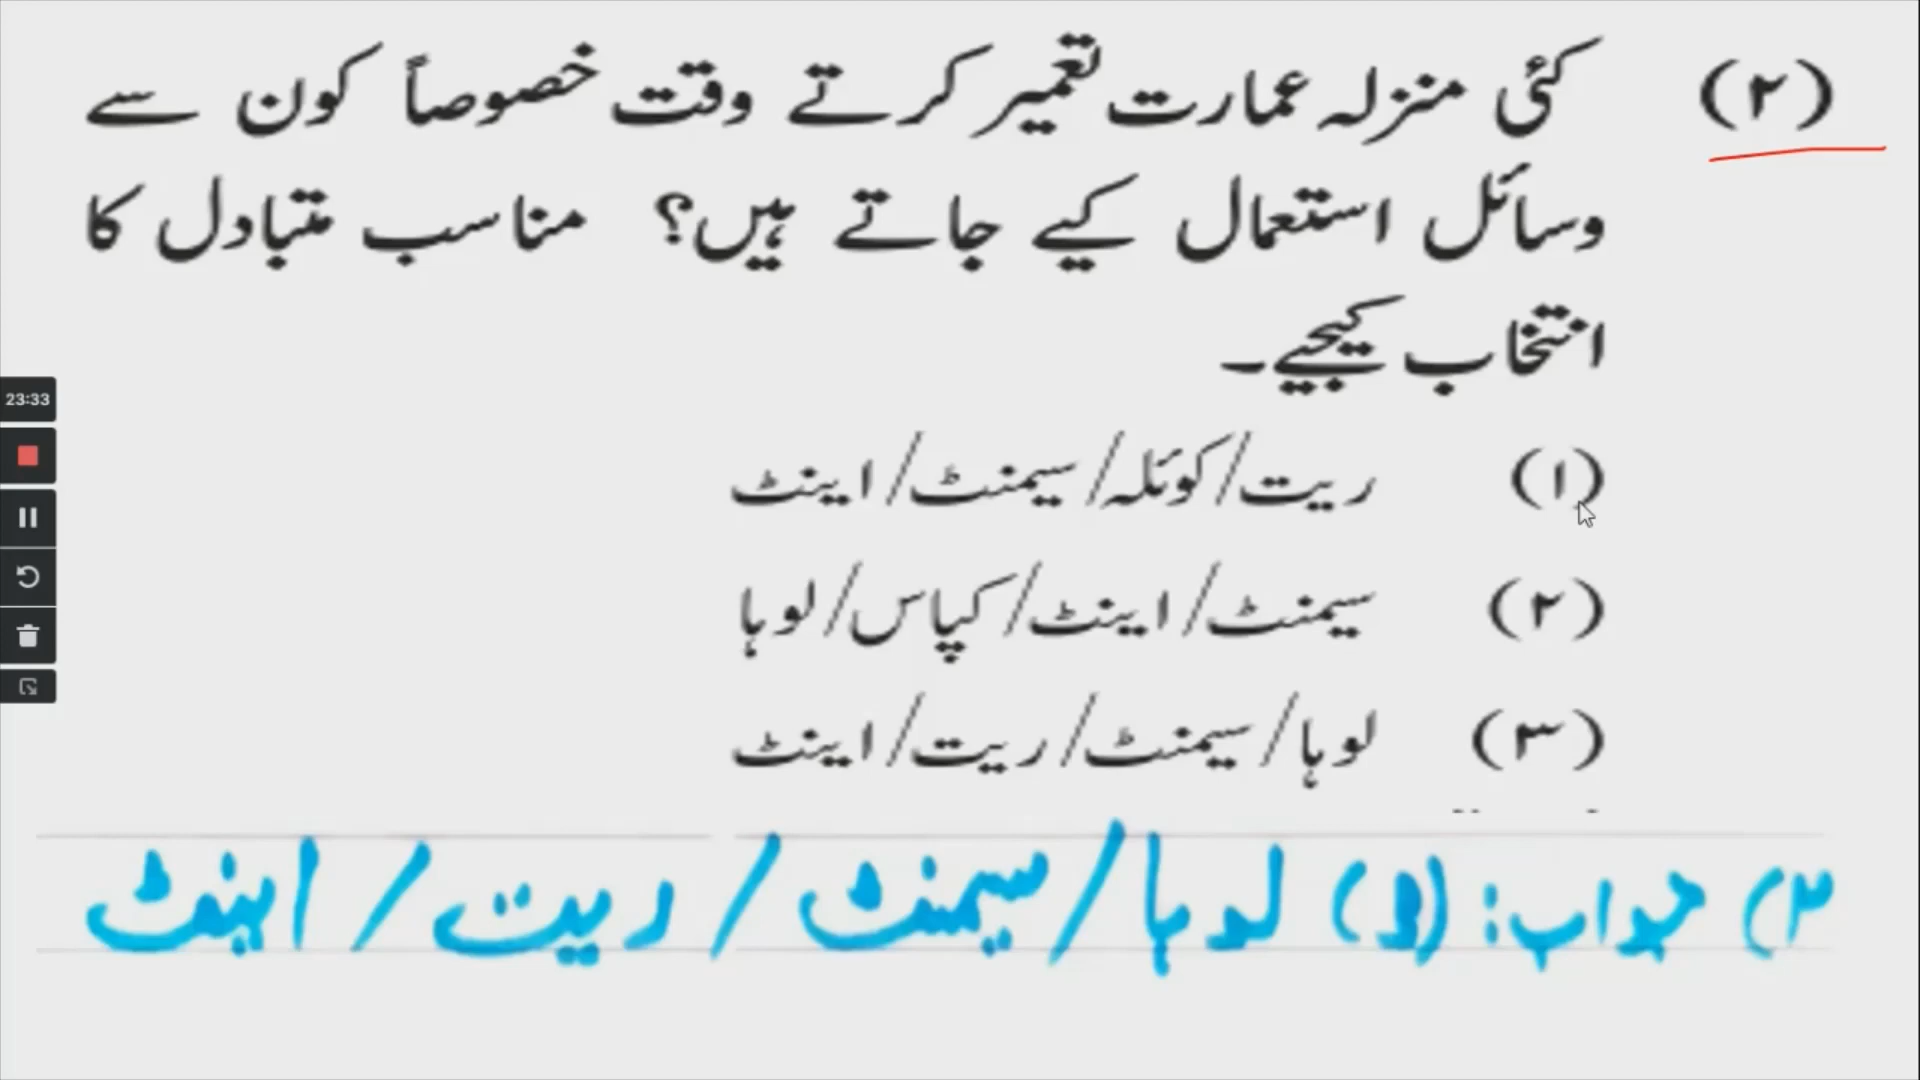 (۲) کئی منزلہ عمارت تعمیر کرتے وقت خصوصاً کون سے
وسائل استعمال کیے جاتے ہیں؟ مناسب متبادل کا
انتخاب کیجیے۔
23:33
(۱) ریت/کوئلہ/سیمنٹ/اینٹ
(۲) سیمنٹ/اینٹ/کپاس/لوہا
(۳) لوہا/سیمنٹ/ریت/اینٹ
۲) جواب: (3) لوہا/سیمنٹ/ریت/اینٹ